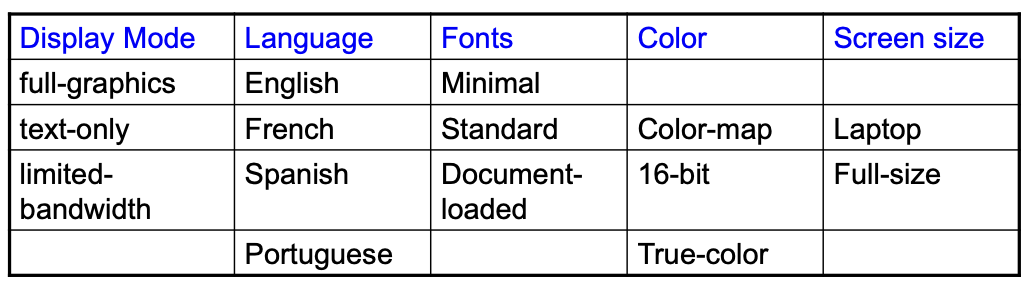 Display Mode Language Fonts Color Screen size
full-graphics English Minimal
text-only French Standard Color-map Laptop
limited- Spanish Document- 16-bit Full-size
bandwidth loaded
Portuguese True-color